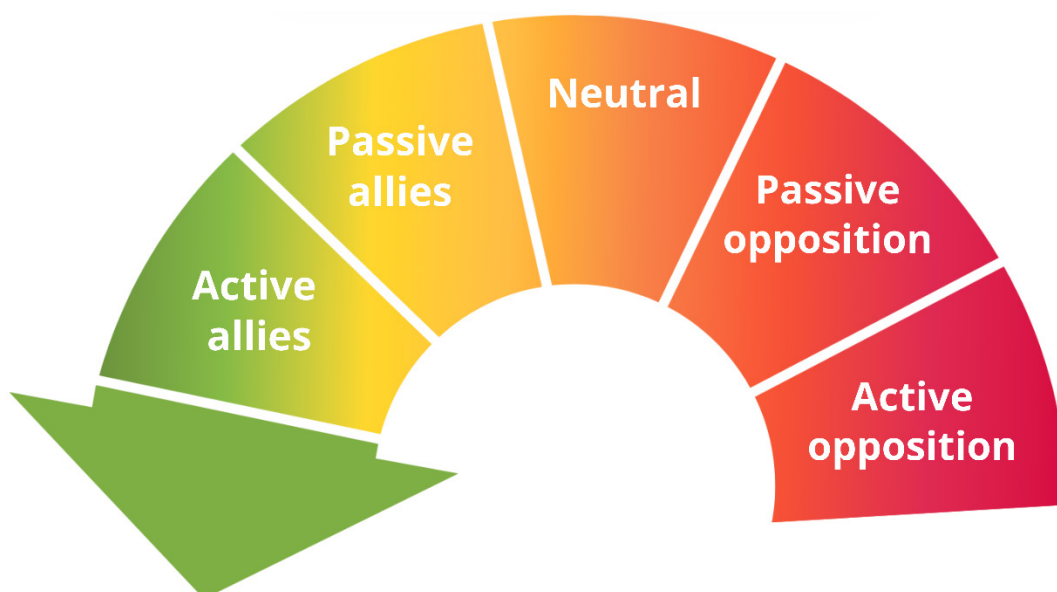 Active
allies
Passive
allies
Neutral
Passive
opposition
Active
opposition